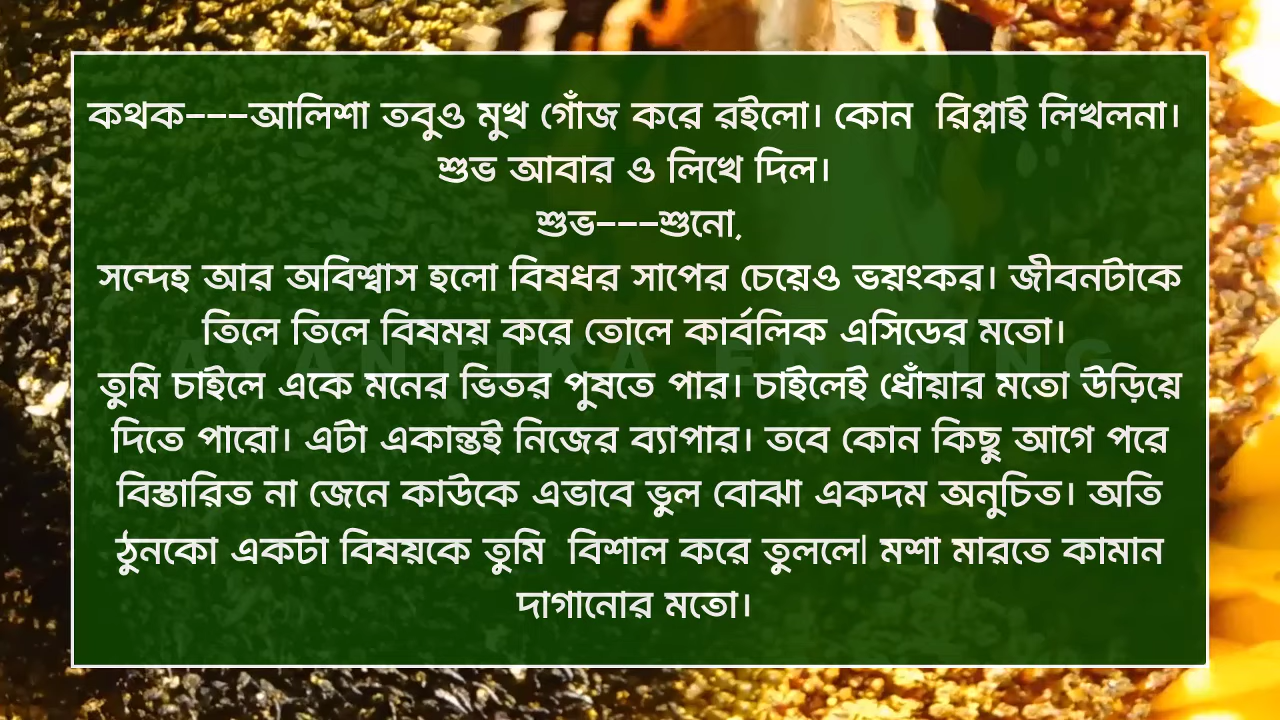 কথক---আলিশা তবুও মুখ গোঁজ করে রইলো। কোন  রিপ্লাই লিখলনা।
শুভ আবার ও লিখে দিল।
শুভ---শুনো,
সন্দেহ আর অবিশ্বাস হলো বিষধর সাপের চেয়েও ভয়ংকর। জীবনটাকে
তিলে তিলে বিষময় করে তোলে কার্বলিক এসিডের মতো।
তুমি চাইলে একে মনের ভিতর পুষতে পার। চাইলেই ধোঁয়ার মতো উড়িয়ে
দিতে পারো। এটা একান্তই নিজের ব্যাপার। তবে কোন কিছু আগে পরে
বিস্তারিত না জেনে কাউকে এভাবে ভুল বোঝা একদম অনুচিত। অতি
ঠুনকো একটা বিষয়কে তুমি  বিশাল করে তুললে| মশা মারতে কামান
দাগানোর মতো।